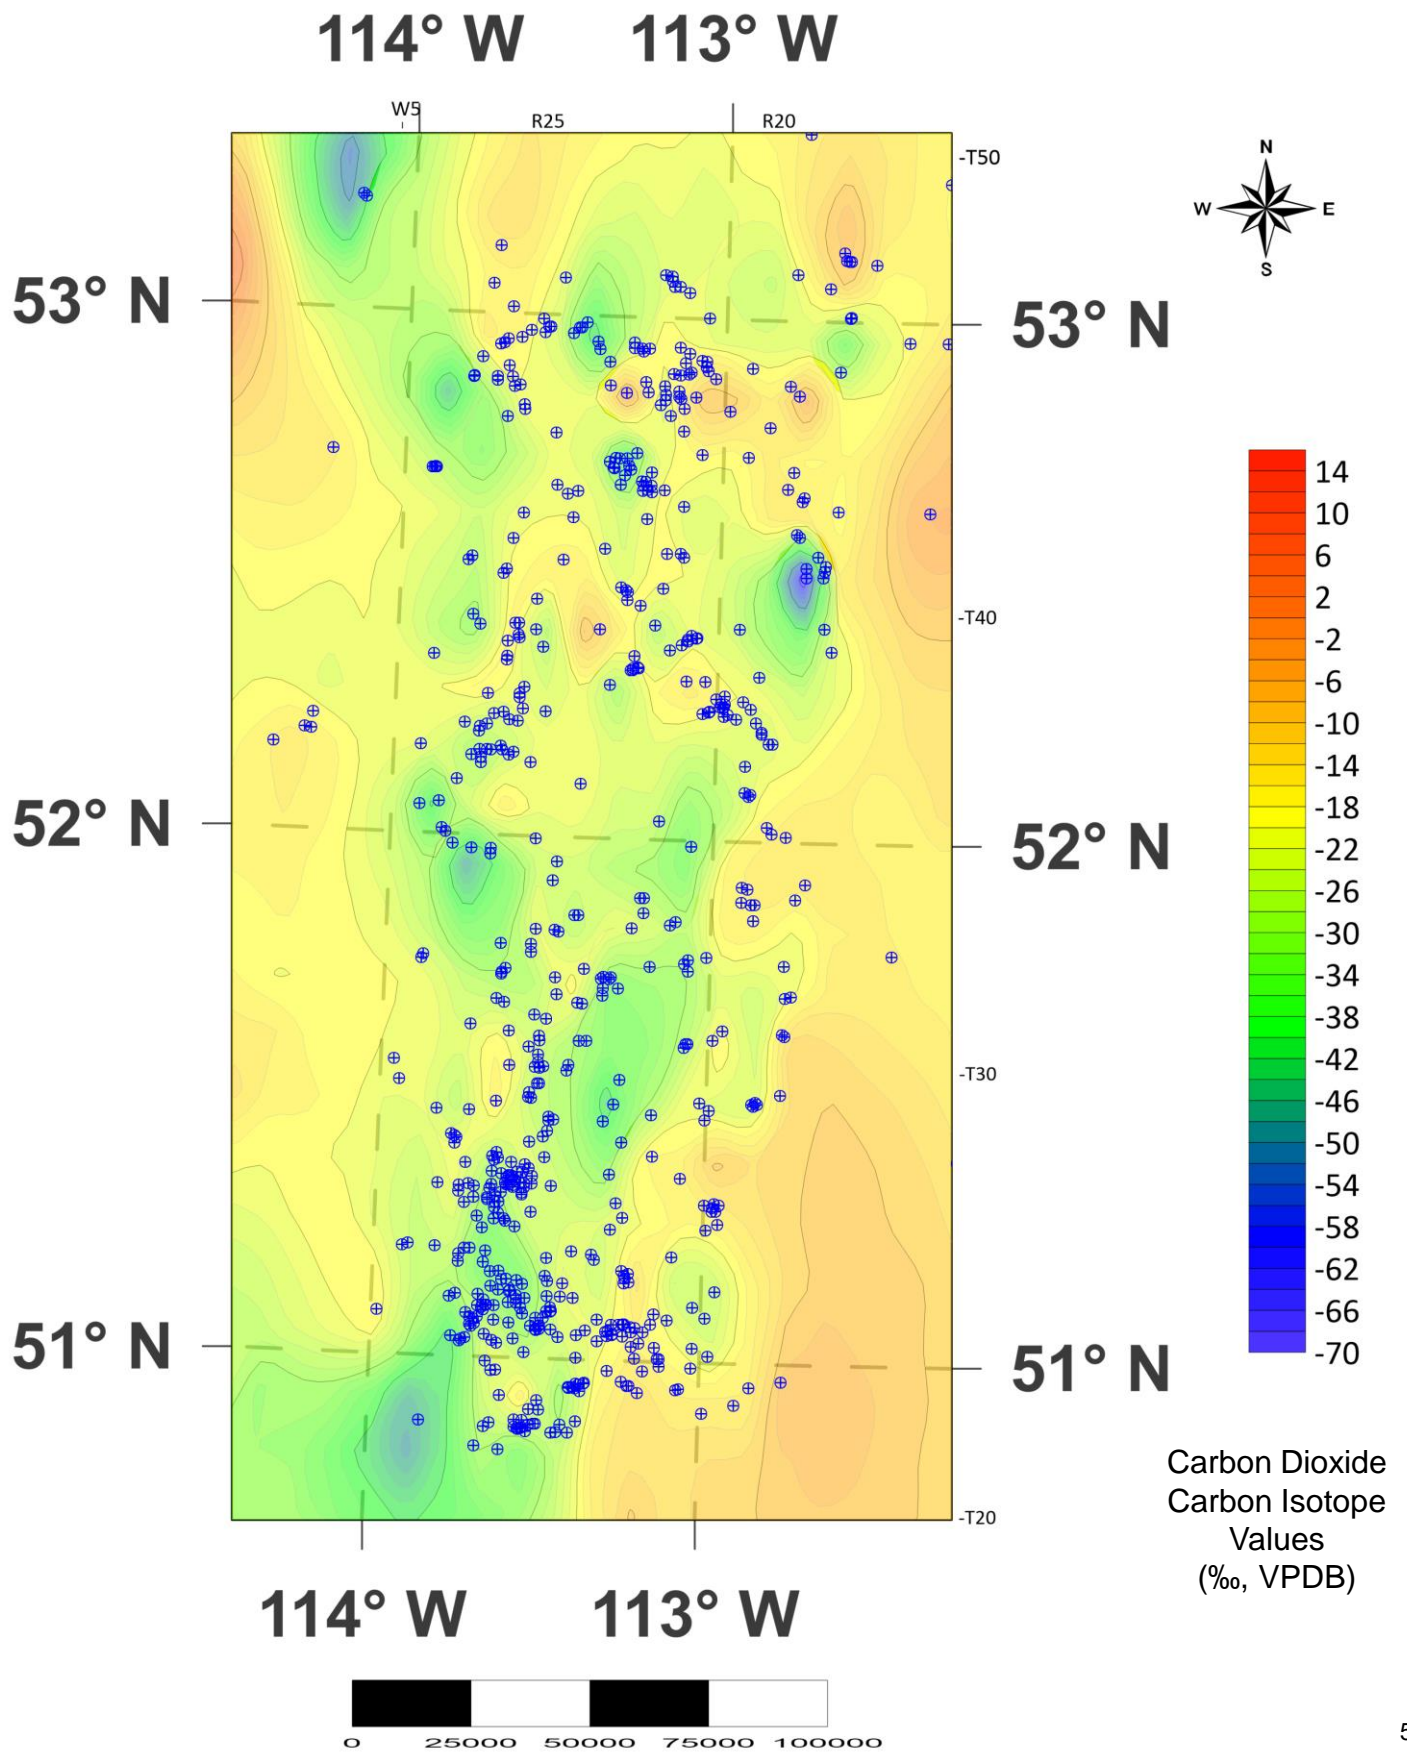 114° W 113° W
W5 R25 R20
-T50
N
W E
S
53° N 53° N
14
10
6
2
-2
-6
-10
-14
-18
-22
-26
-30
-34
-38
-42
-46
-50
-54
-58
-62
-66
-70
-T40
52° N 52° N
-T30
51° N 51° N
Carbon Dioxide
Carbon Isotope
Values
(‰, VPDB)
-T20
114° W 113° W
0 25000 50000 75000 100000
5